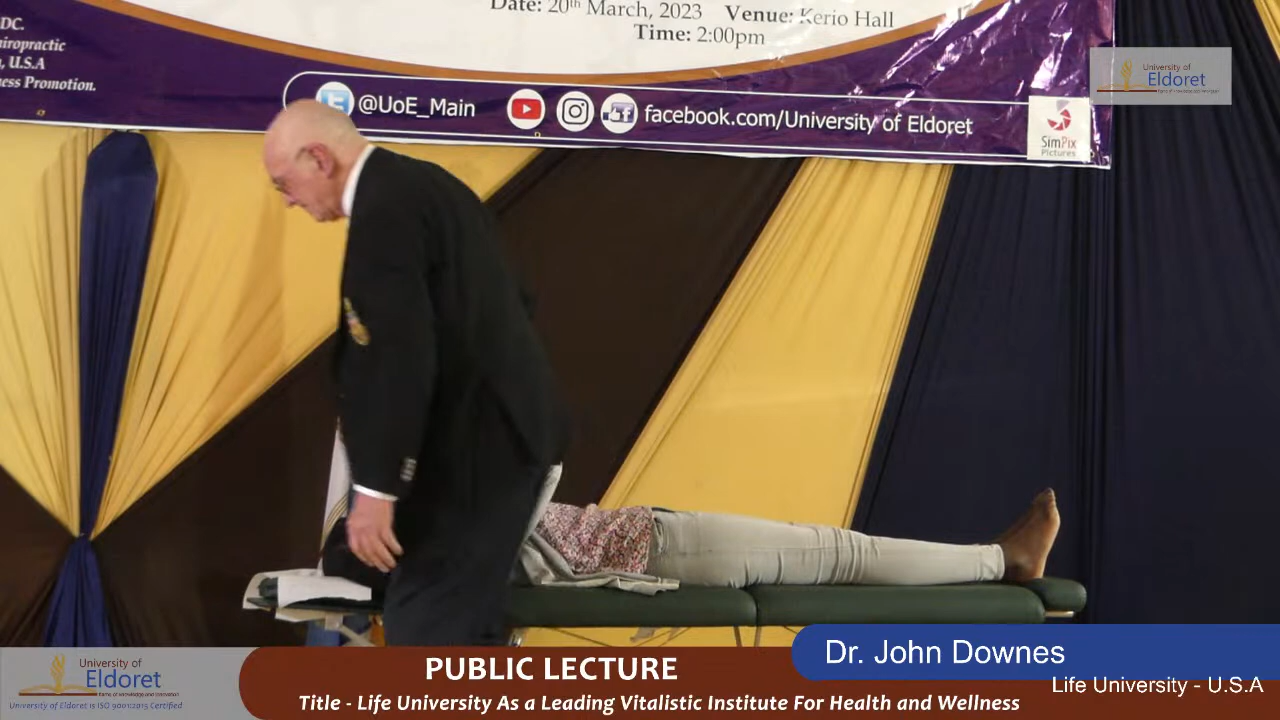 DC.
hiropractic
, U.S.A
ness Promotion.
Date: 20th March, 2023 Venue: Kerio Hall
Time: 2:00pm
@UoE_Main
facebook.com/University of Eldoret
SimPix
Pictures
University of
Eldoret
University of
Eldoret
University of Eldoret is ISO 9001:2015 Certified
PUBLIC LECTURE
Title - Life University As a Leading Vitalistic Institute For Health and Wellness
Dr. John Downes
Life University - U.S.A